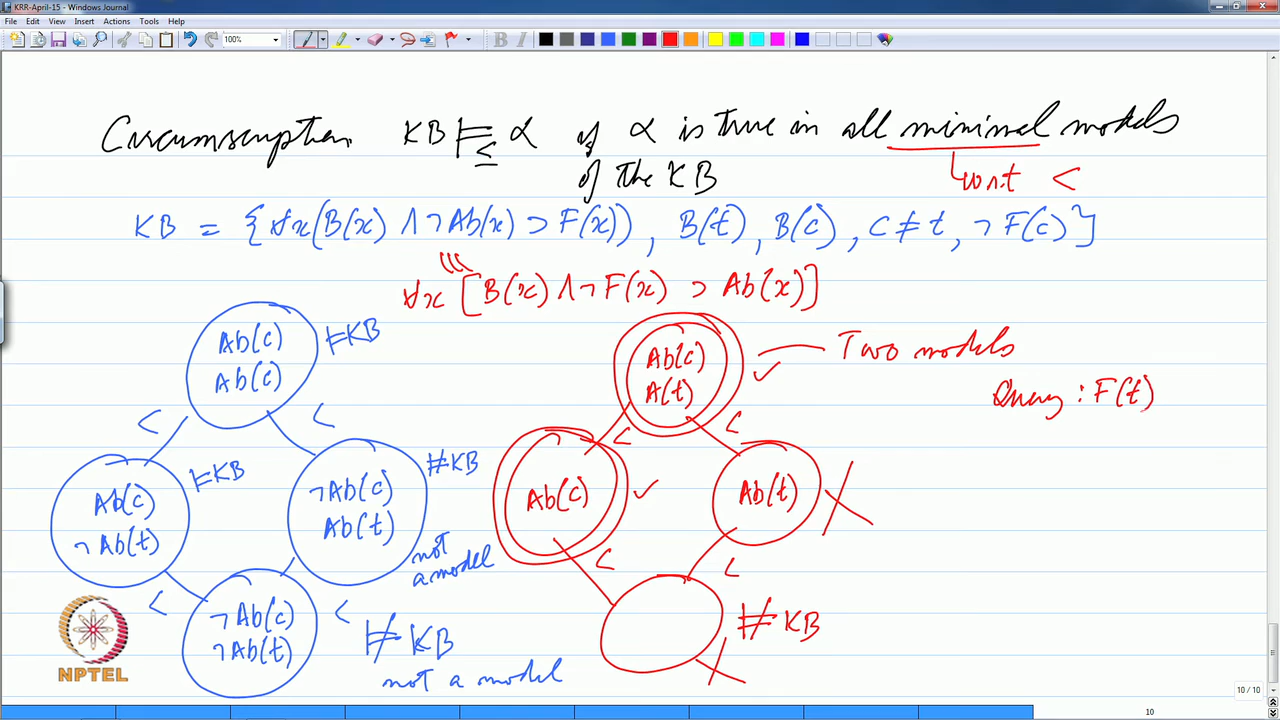 KRR-April-15 - Windows Journal
File Edit View Insert Actions Tools Help
100%
B I
Circumscription KB ⊨≤ α if α is true in all minimal models
of the KB
w.r.t <
KB = {∀x(B(x) ∧ ¬Ab(x) ⊃ F(x)), B(t), B(c), c ≠ t, ¬F(c)}
∀x [B(x) ∧ ¬F(x) ⊃ Ab(x)]
Ab(c)
Ab(c)
⊨KB
<
<
Ab(c)
¬Ab(t)
⊨KB
¬Ab(c)
Ab(t)
⊭KB
not
a model
<
<
¬Ab(c)
¬Ab(t)
⊭ KB
not a model
Ab(c)
A(t)
✓
Two models
Query : F(t)
<
<
Ab(c)
✓
Ab(t)
<
<
⊭ KB
NPTEL
10 / 10
10